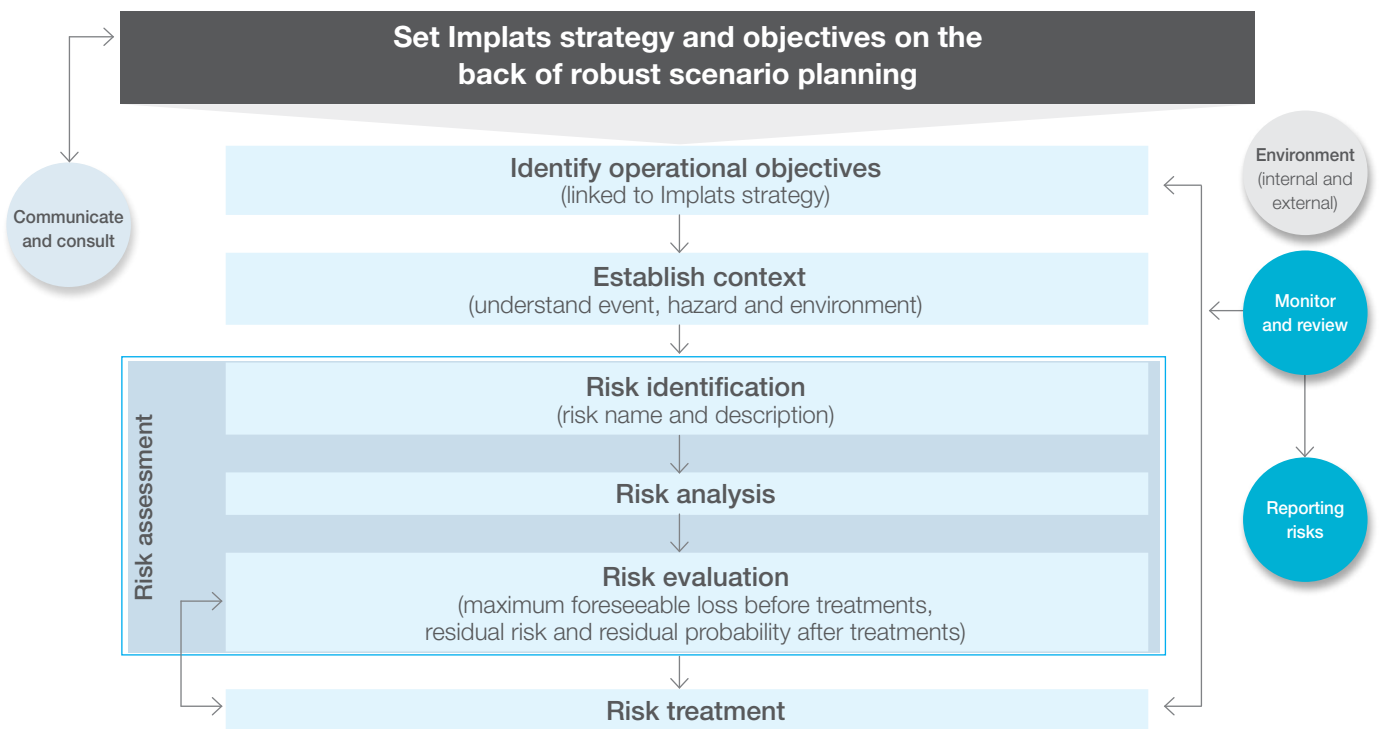 Set Implats strategy and objectives on the
back of robust scenario planning
Communicate
and consult
Identify operational objectives
(linked to Implats strategy)
Environment
(internal and
external)
Establish context
(understand event, hazard and environment)
Monitor
and review
Risk assessment
Risk identification
(risk name and description)
Risk analysis
Reporting
risks
Risk evaluation
(maximum foreseeable loss before treatments,
residual risk and residual probability after treatments)
Risk treatment